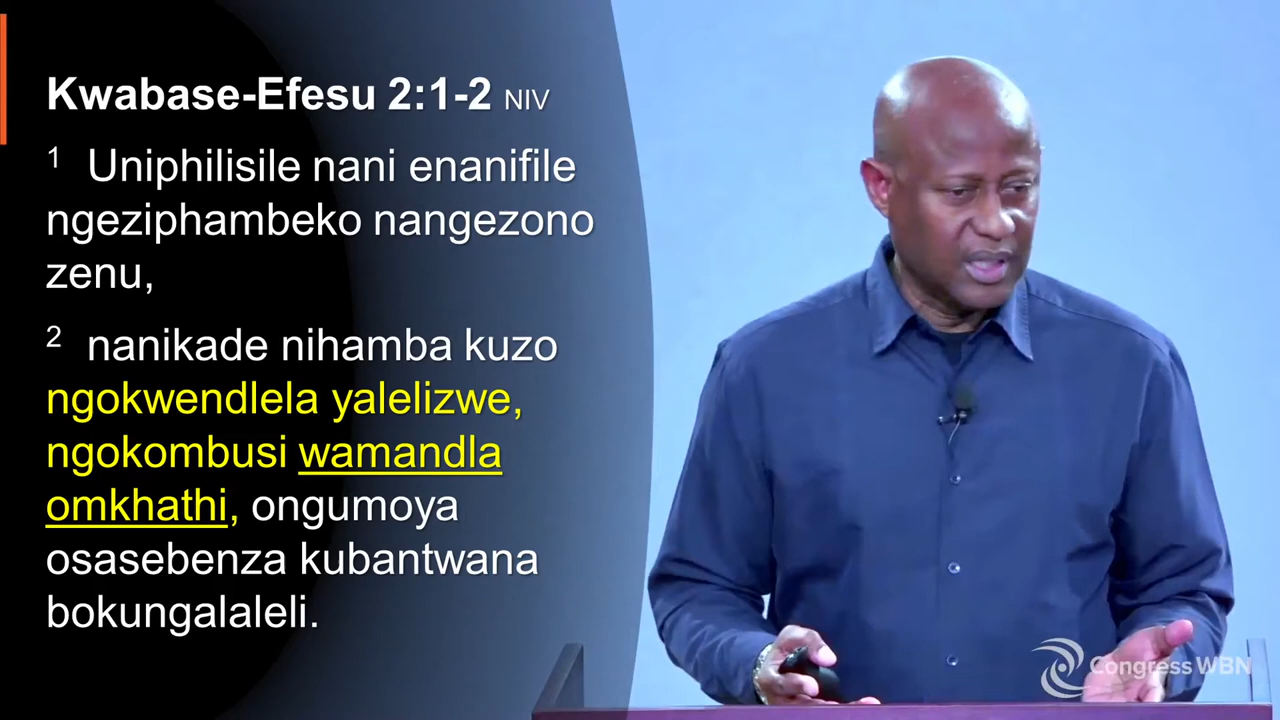 Kwabase-Efesu 2:1-2 NIV
1 Uniphilisile nani enanifile
ngeziphambeko nangezono
zenu,
2 nanikade nihamba kuzo
ngokwendlela yalelizwe,
ngokombusi wamandla
omkhathi, ongumoya
osasebenza kubantwana
bokungalaleli.
Congress WBN